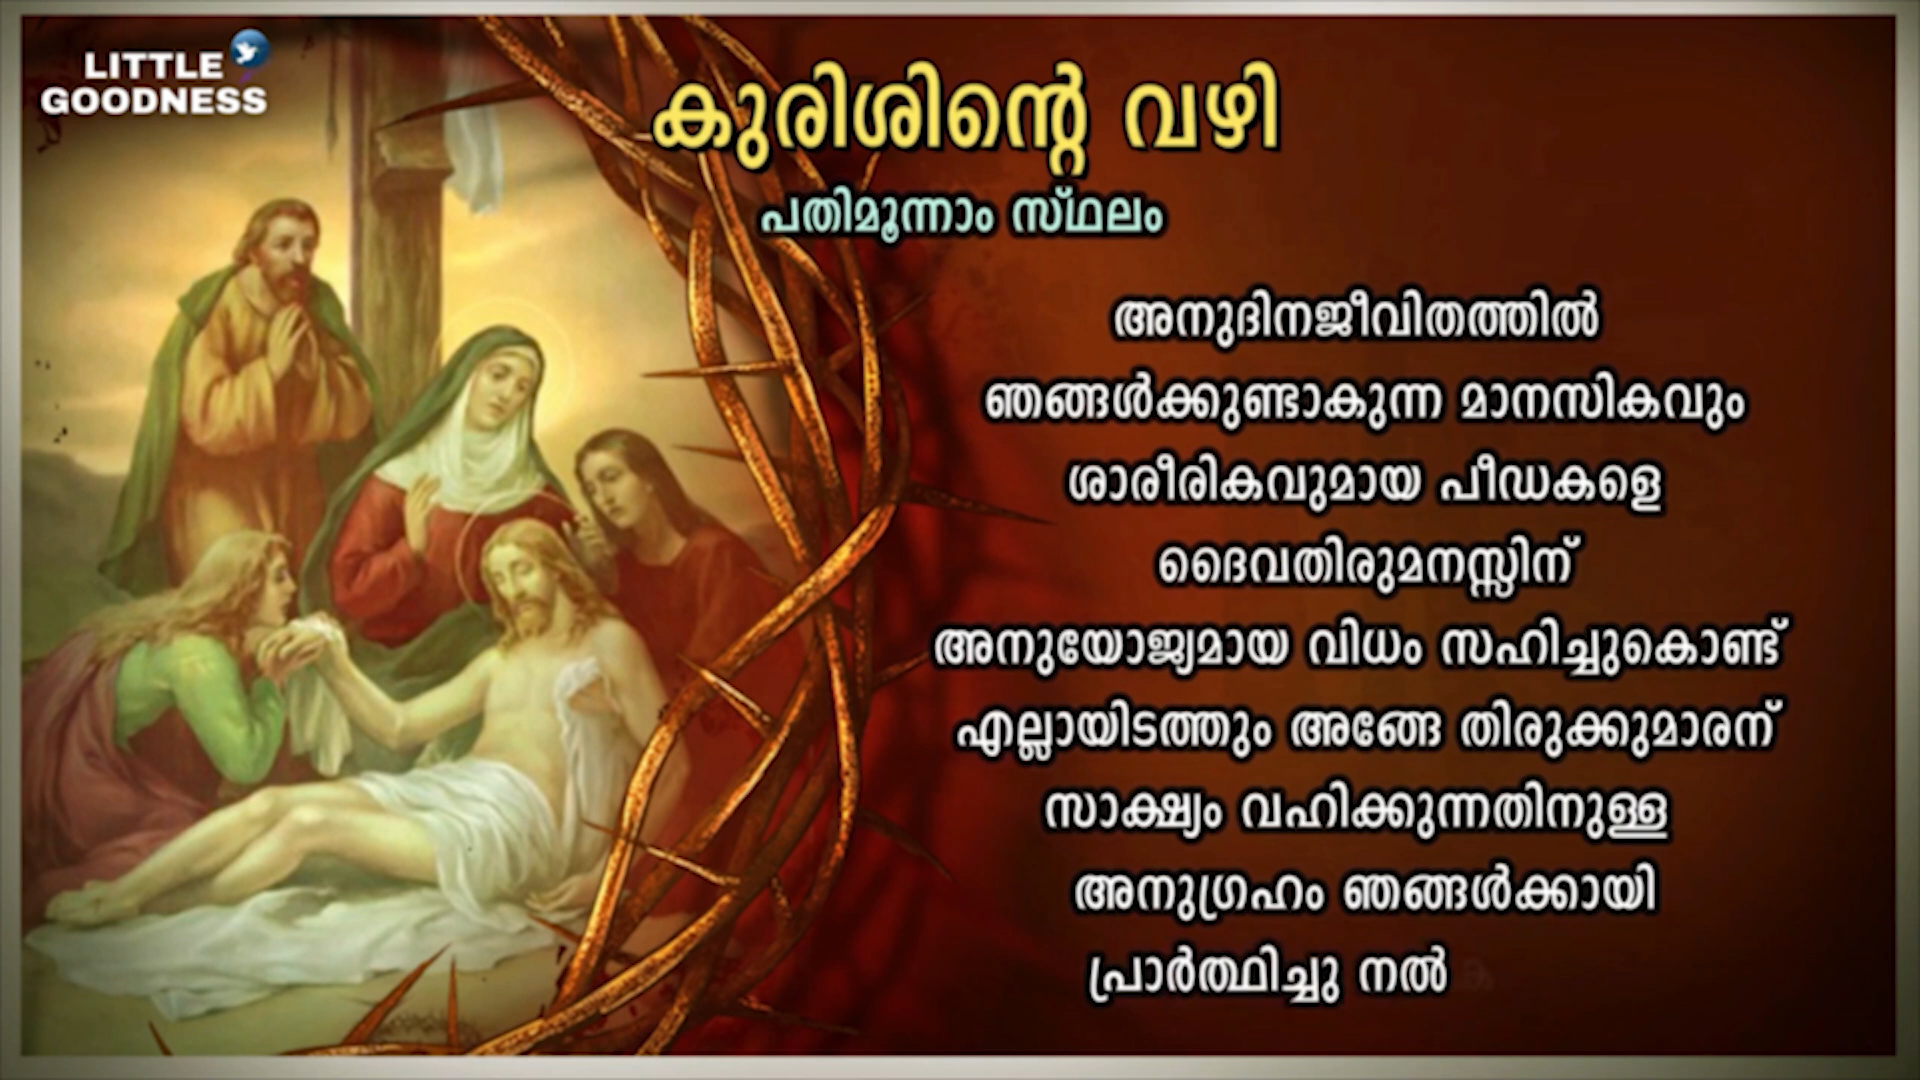 LITTLE
GOODNESS
കുരിശിന്റെ വഴി
പതിമൂന്നാം സ്ഥലം
അനുദിനജീവിതത്തിൽ
ഞങ്ങൾക്കുണ്ടാകുന്ന മാനസികവും
ശാരീരികവുമായ പീഡകളെ
ദൈവതിരുമനസ്സിന്
അനുയോജ്യമായ വിധം സഹിച്ചുകൊണ്ട്
എല്ലായിടത്തും അങ്ങേ തിരുക്കുമാരന്
സാക്ഷ്യം വഹിക്കുന്നതിനുള്ള
അനുഗ്രഹം ഞങ്ങൾക്കായി
പ്രാർത്ഥിച്ചു നൽ